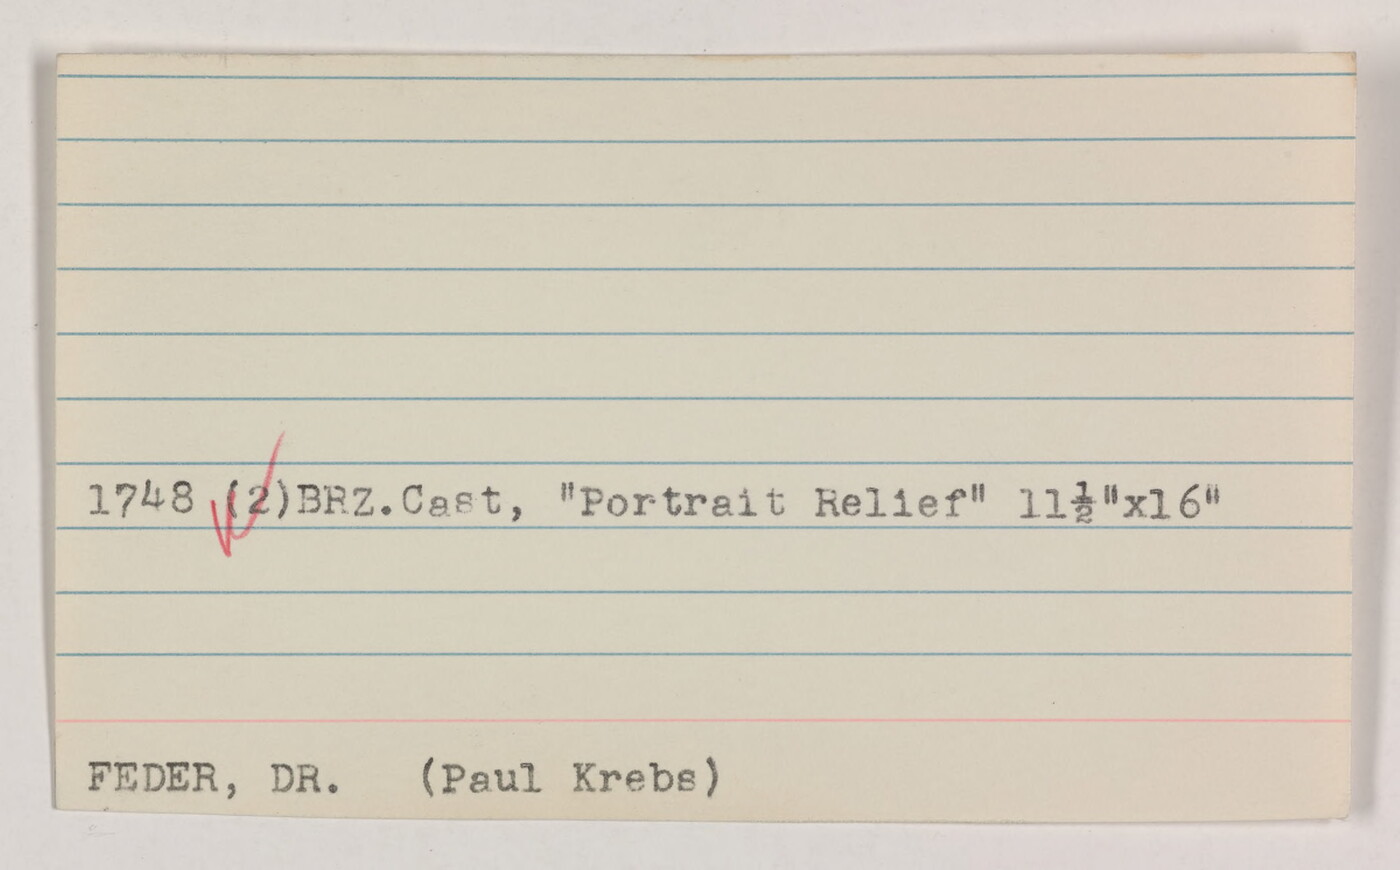 1748 (2)BRZ.Cast, "Portrait Relief" 11½"x16"
FEDER, DR. (Paul Krebs)